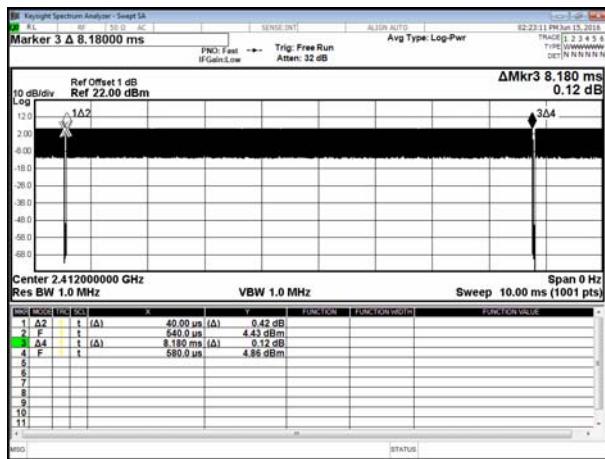 Keysight Spectrum Analyzer - Swept SA
RL RF 50 Ω AC SENSE:INT ALIGN AUTO 02:23:11 PM Jun 15, 2016
Marker 3 Δ 8.18000 ms Avg Type: Log-Pwr TRACE 1 2 3 4 5 6
PNO: Fast Trig: Free Run TYPE WWWWWW
IFGain:Low Atten: 32 dB DET N N N N N N
ΔMkr3 8.180 ms
0.12 dB
Ref Offset 1 dB
10 dB/div Ref 22.00 dBm
Log
12.0 1Δ2 3Δ4
2.00
-8.00
-18.0
-28.0
-38.0
-48.0
-58.0
-68.0
Center 2.412000000 GHz Span 0 Hz
Res BW 1.0 MHz VBW 1.0 MHz Sweep 10.00 ms (1001 pts)
MKR MODE TRC SCL X Y FUNCTION FUNCTION WIDTH FUNCTION VALUE
1 Δ2 t (Δ) 40.00 µs (Δ) 0.42 dB
2 F t 540.0 µs 4.43 dBm
3 Δ4 t (Δ) 8.180 ms (Δ) 0.12 dB
4 F t 580.0 µs 4.86 dBm
5
6
7
8
9
10
11
MSG STATUS